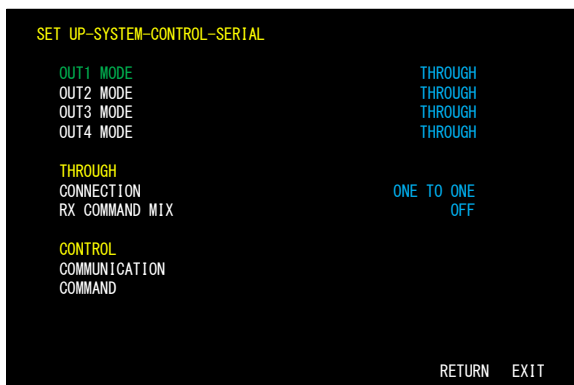 SET UP-SYSTEM-CONTROL-SERIAL
OUT1 MODE THROUGH
OUT2 MODE THROUGH
OUT3 MODE THROUGH
OUT4 MODE THROUGH
THROUGH
CONNECTION ONE TO ONE
RX COMMAND MIX OFF
CONTROL
COMMUNICATION
COMMAND
RETURN EXIT